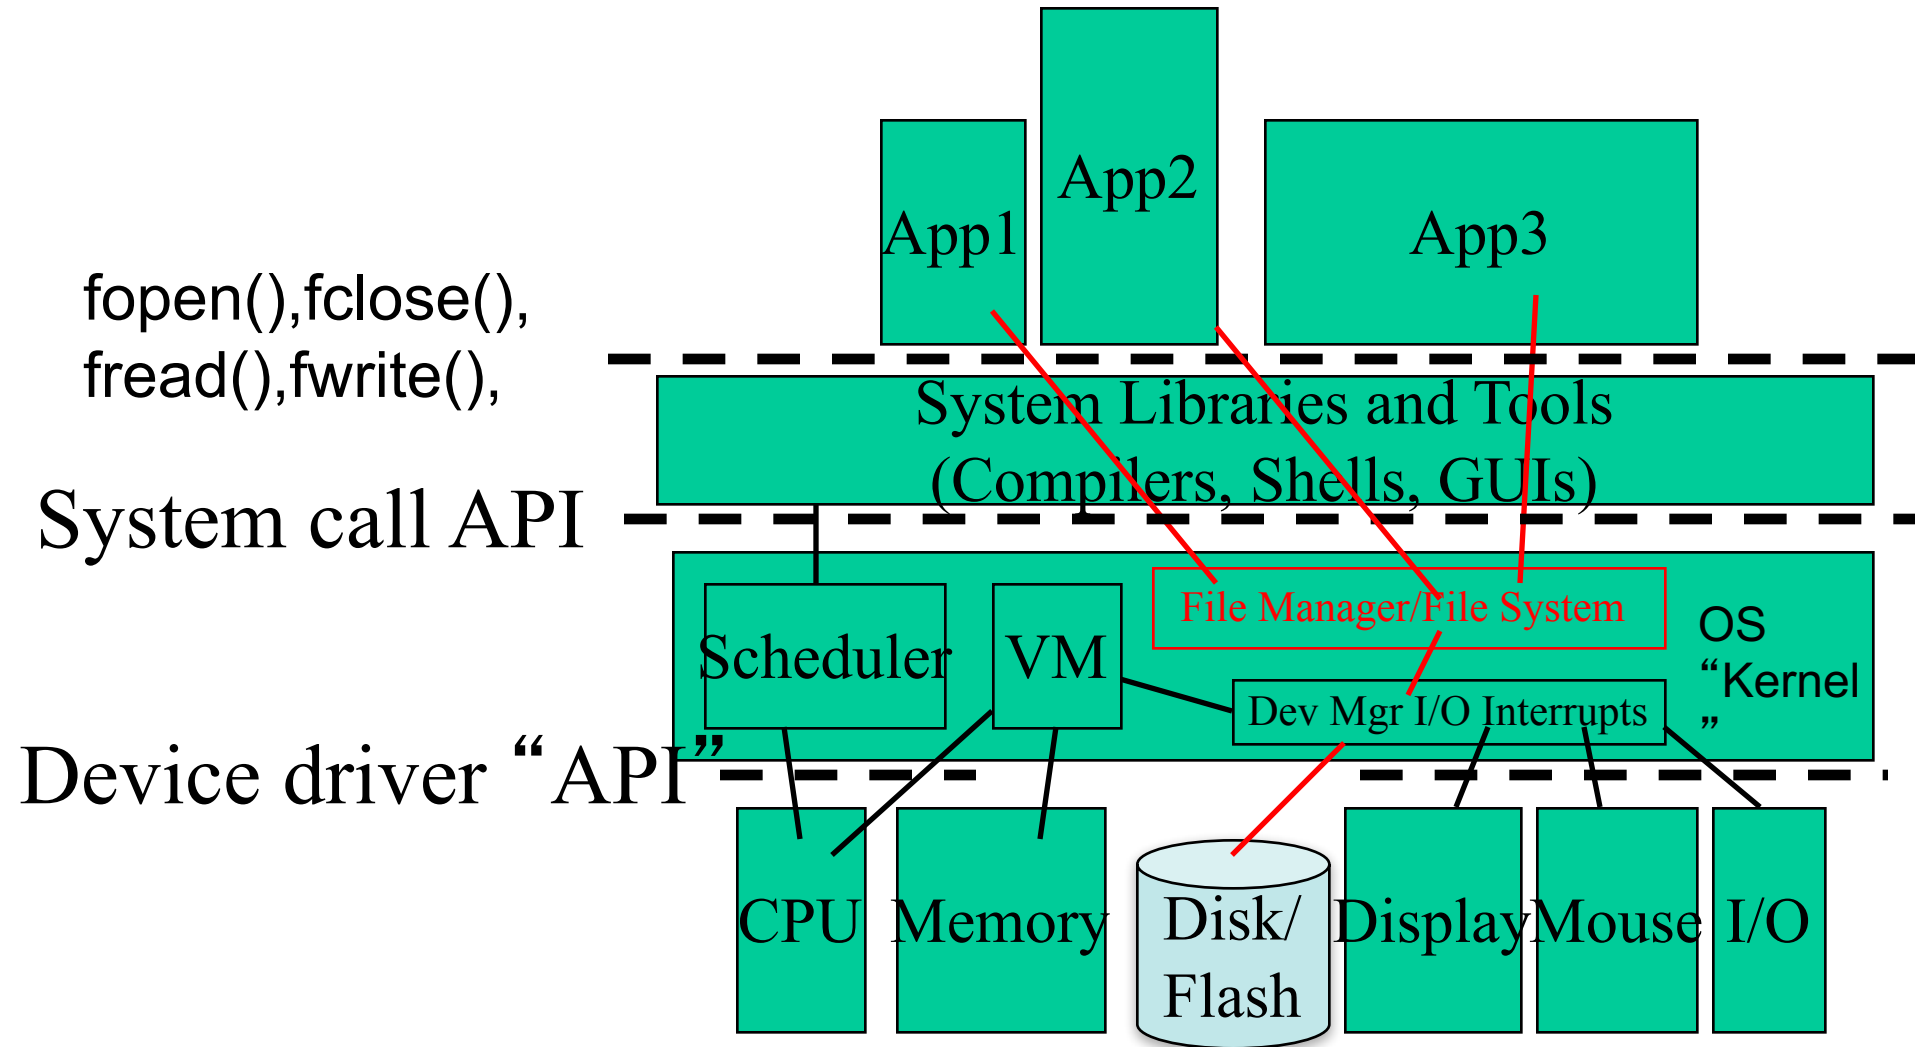 App1
App2
App3
fopen(),fclose(),
fread(),fwrite(),
System Libraries and Tools
(Compilers, Shells, GUIs)
System call API
Scheduler
VM
File Manager/File System
Dev Mgr I/O Interrupts
OS
“Kernel
”
Device driver “API”
CPU
Memory
Disk/
Flash
Display
Mouse
I/O